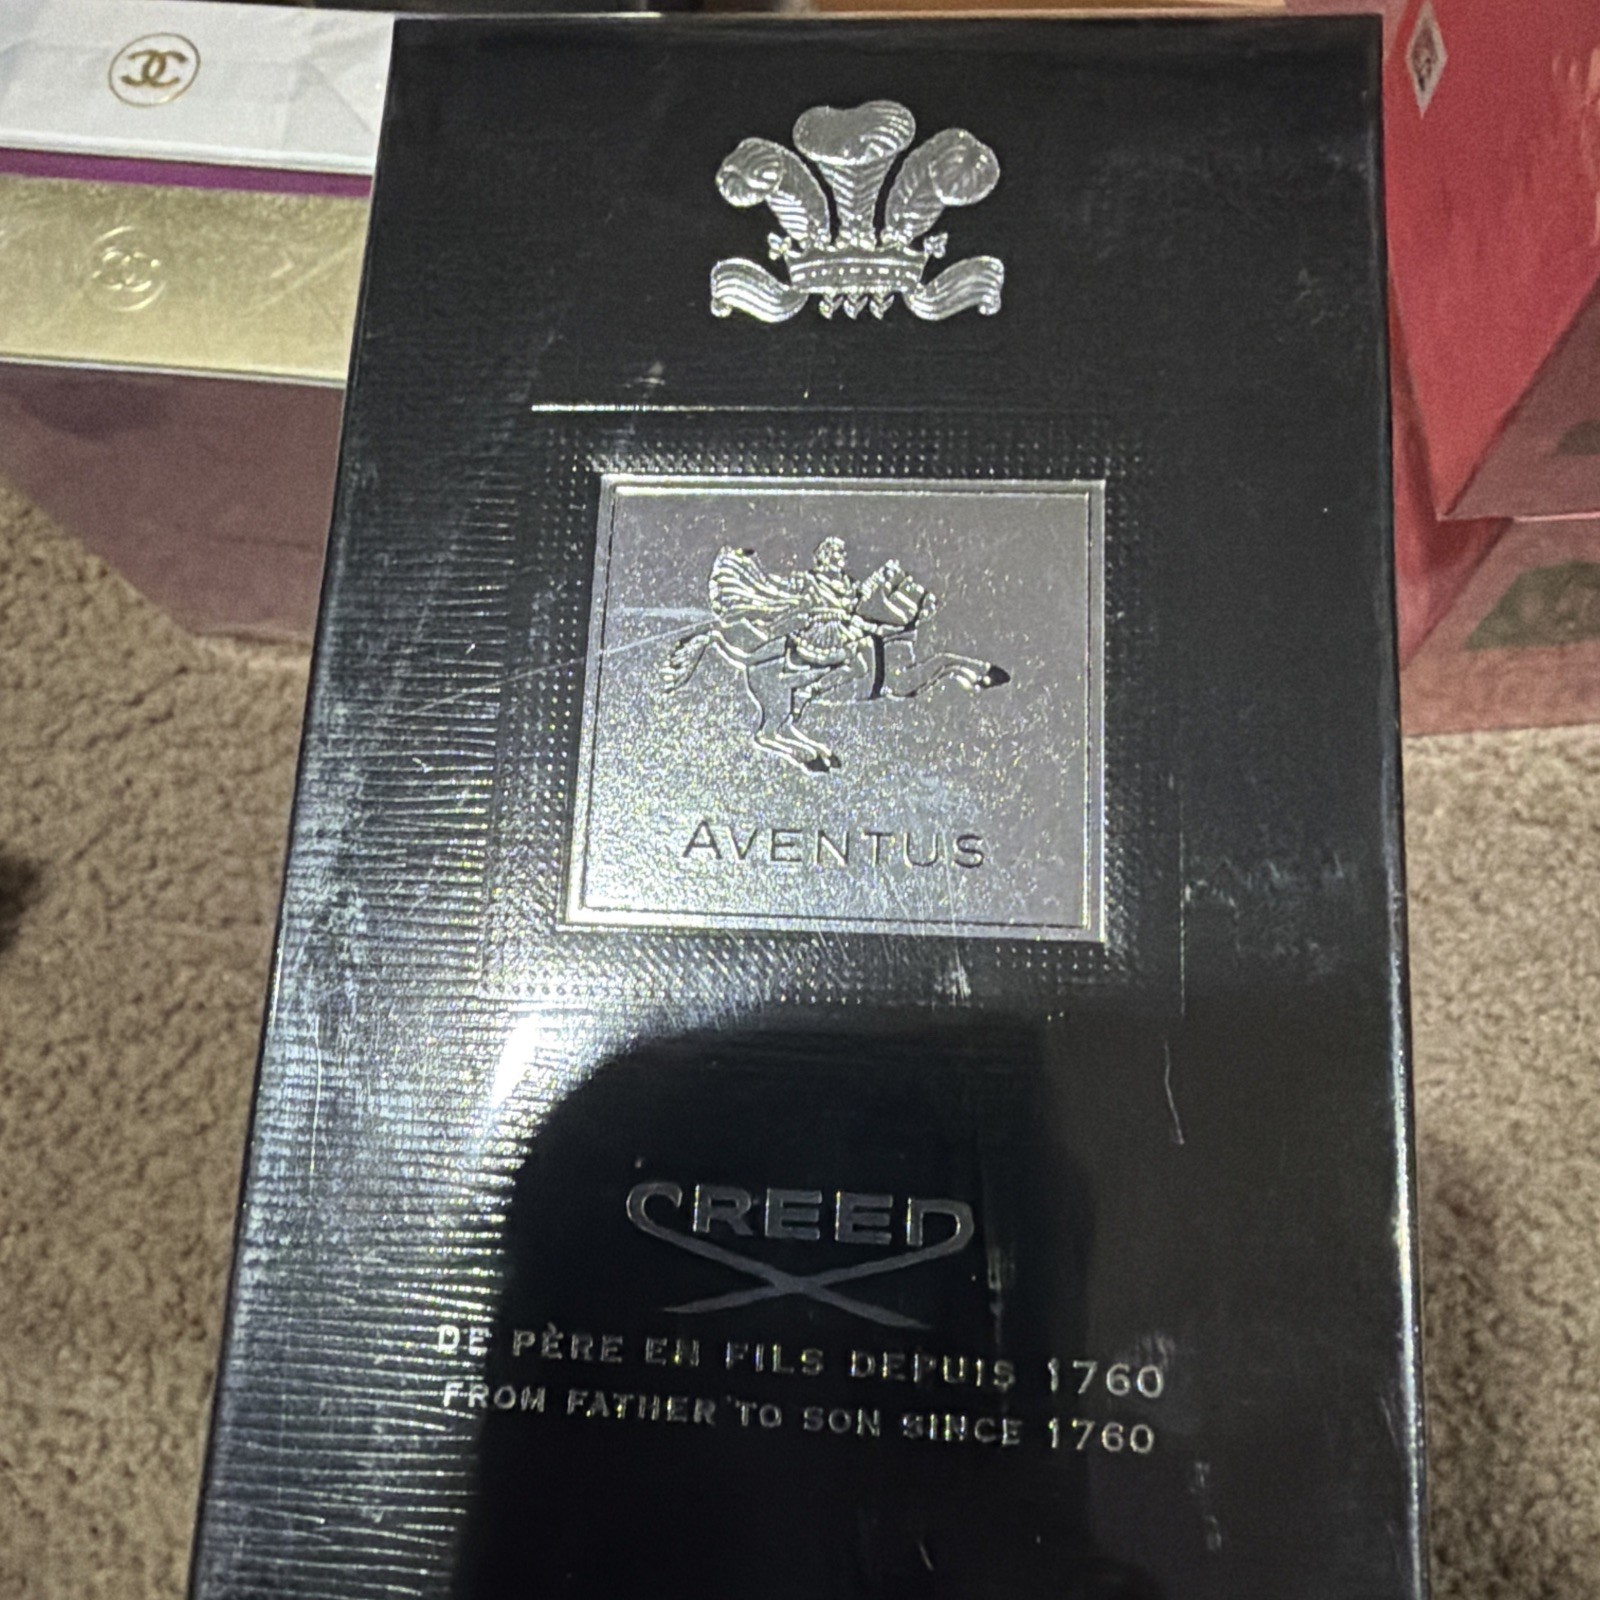 AVENTUS
CREED
DE PÈRE EN FILS DEPUIS 1760
FROM FATHER TO SON SINCE 1760